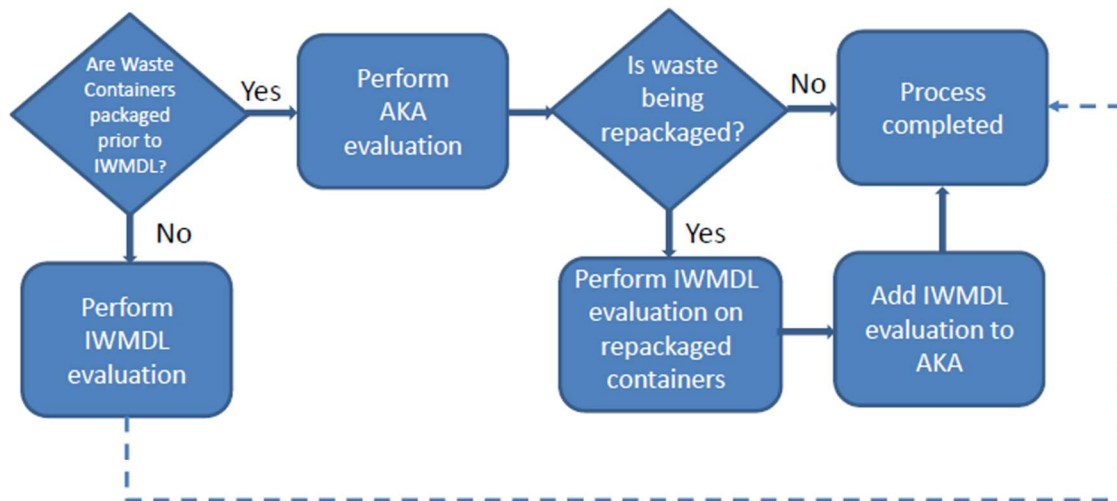 Are Waste
Containers
packaged
prior to
IWMDL?
Yes
Perform
AKA
evaluation
Is waste
being
repackaged?
No
Process
completed
No
Perform
IWMDL
evaluation
Yes
Perform IWMDL
evaluation on
repackaged
containers
Add IWMDL
evaluation to
AKA